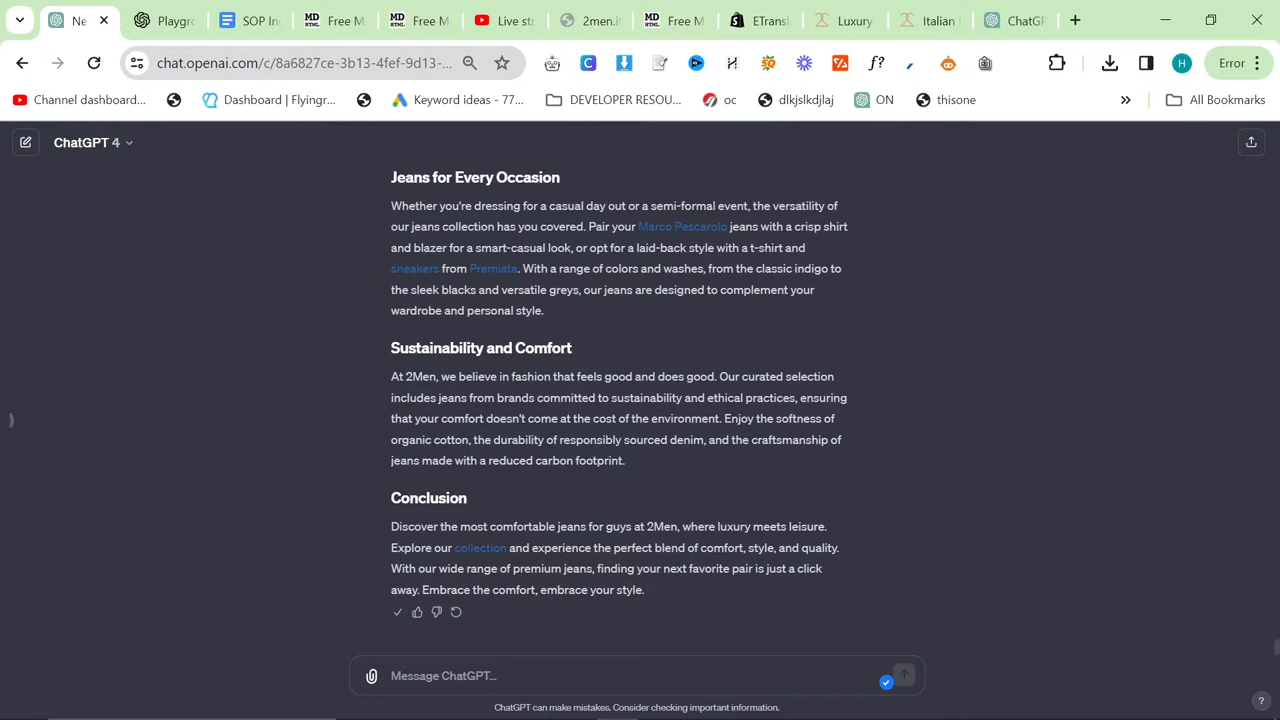 Ne
Playgro
SOP In
Free M
Free M
Live st
2men.i
Free M
ETransl
Luxury
Italian
ChatGP
chat.openai.com/c/8a6827ce-3b13-4fef-9d13-...
H
Error
Channel dashboard...
Dashboard | Flyingr...
Keyword ideas - 77...
DEVELOPER RESOU...
oc
dlkjslkdjlaj
ON
thisone
All Bookmarks
ChatGPT 4
Jeans for Every Occasion
Whether you're dressing for a casual day out or a semi-formal event, the versatility of
our jeans collection has you covered. Pair your Marco Pescarolo jeans with a crisp shirt
and blazer for a smart-casual look, or opt for a laid-back style with a t-shirt and
sneakers from Premiata. With a range of colors and washes, from the classic indigo to
the sleek blacks and versatile greys, our jeans are designed to complement your
wardrobe and personal style.
Sustainability and Comfort
At 2Men, we believe in fashion that feels good and does good. Our curated selection
includes jeans from brands committed to sustainability and ethical practices, ensuring
that your comfort doesn't come at the cost of the environment. Enjoy the softness of
organic cotton, the durability of responsibly sourced denim, and the craftsmanship of
jeans made with a reduced carbon footprint.
Conclusion
Discover the most comfortable jeans for guys at 2Men, where luxury meets leisure.
Explore our collection and experience the perfect blend of comfort, style, and quality.
With our wide range of premium jeans, finding your next favorite pair is just a click
away. Embrace the comfort, embrace your style.
Message ChatGPT...
ChatGPT can make mistakes. Consider checking important information.
?